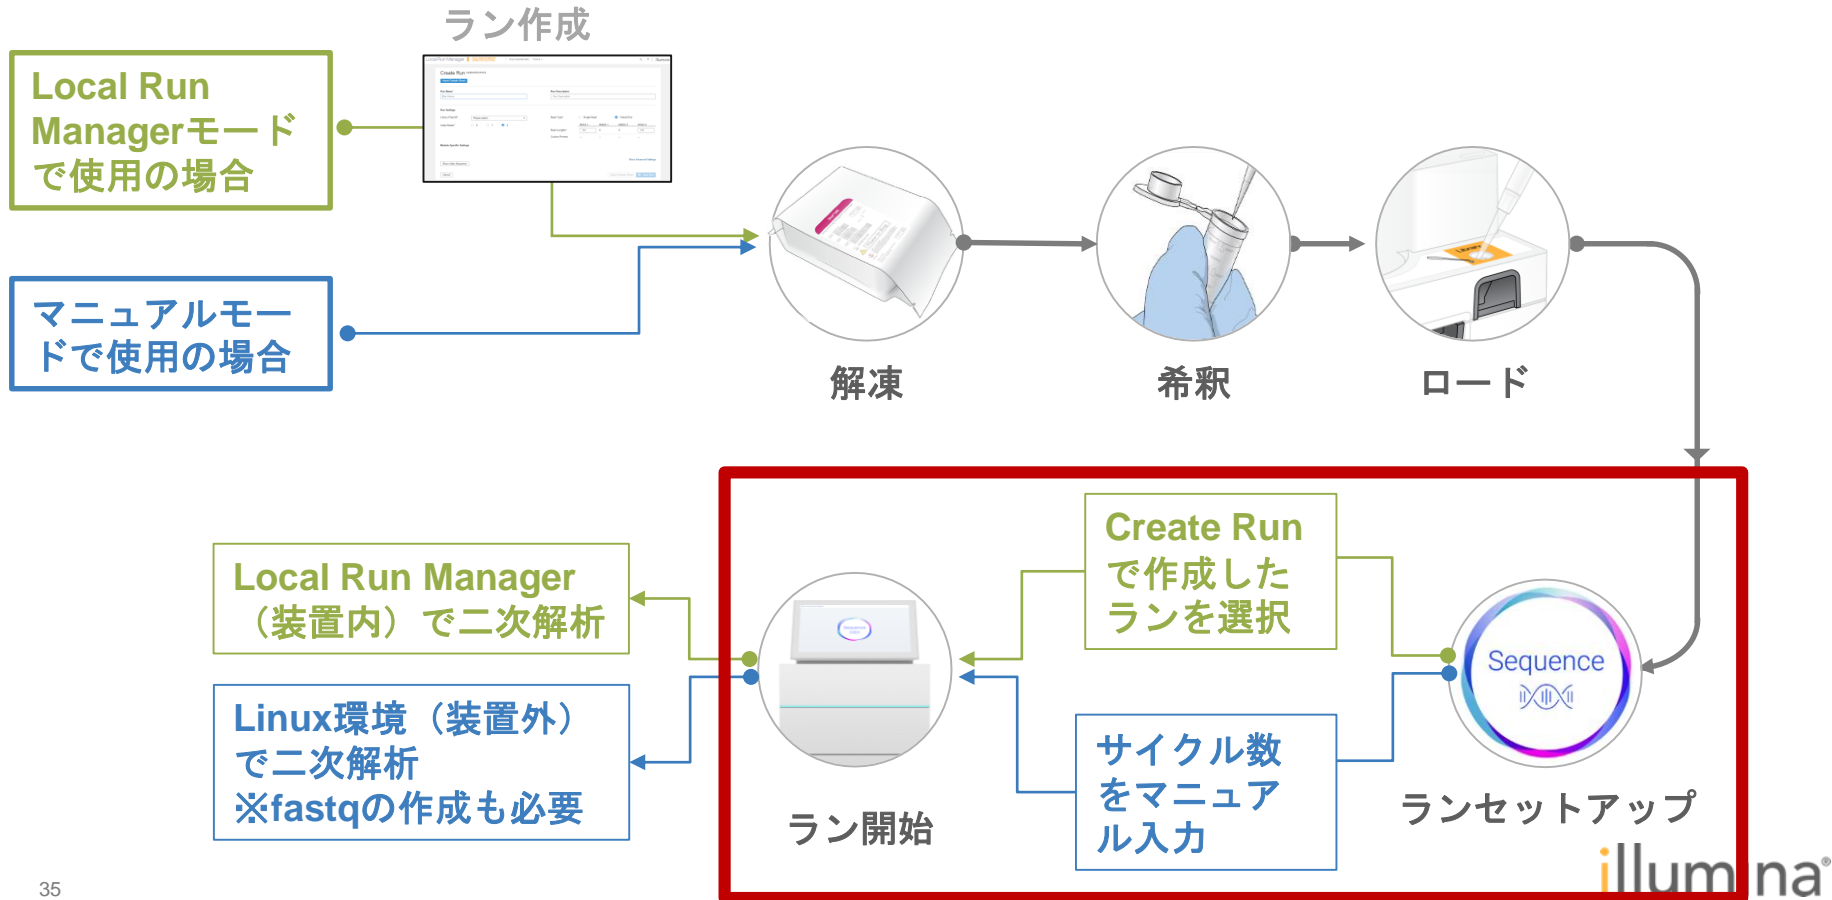 ラン作成
Local Run
Managerモード
で使用の場合
Create Run
マニュアルモー
ドで使用の場合
解凍
希釈
ロード
Create Run
で作成した
ランを選択
Local Run Manager
（装置内）で二次解析
Sequence
Linux環境（装置外）
で二次解析
※fastqの作成も必要
サイクル数
をマニュア
ル入力
ラン開始
ランセットアップ
35
illumina®